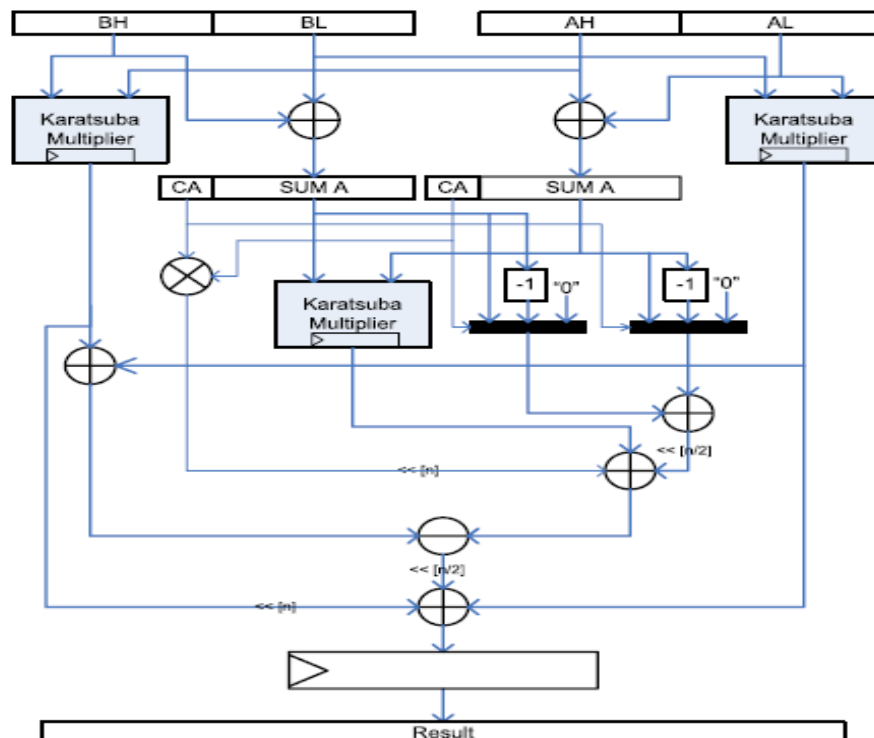 BH BL AH AL
Karatsuba Multiplier
Karatsuba Multiplier
CA SUM A CA SUM A
-1 "0" -1 "0"
Karatsuba Multiplier
<< [n/2]
<< [n]
<< [n/2]
<< [n]
Result